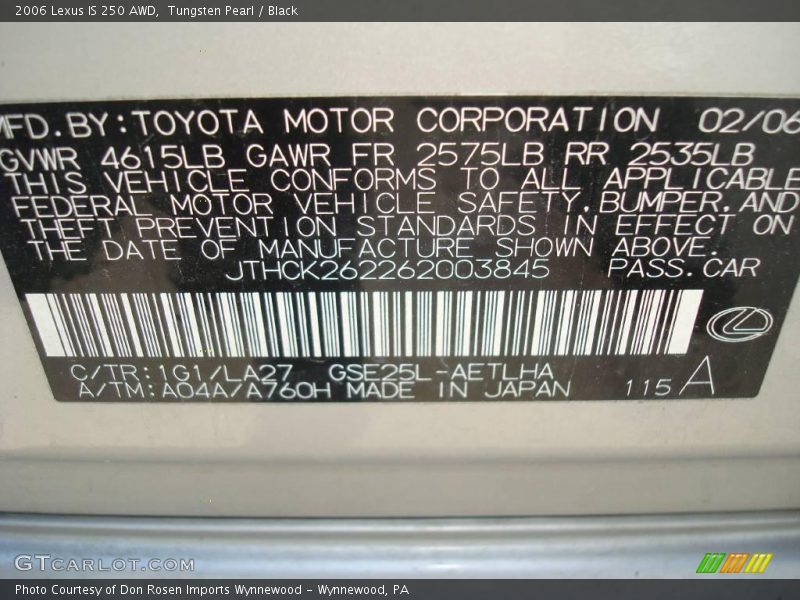 2006 Lexus IS 250 AWD, Tungsten Pearl / Black
MFD.BY:TOYOTA MOTOR CORPORATION 02/06
GVWR 4615LB GAWR FR 2575LB RR 2535LB
THIS VEHICLE CONFORMS TO ALL APPLICABLE
FEDERAL MOTOR VEHICLE SAFETY,BUMPER,AND
THEFT PREVENTION STANDARDS IN EFFECT ON
THE DATE OF MANUFACTURE SHOWN ABOVE.
JTHCK262262003845 PASS.CAR
C/TR:1G1/LA27 GSE25L-AETLHA
A/TM:A04A/A760H MADE IN JAPAN 115 A
GTCARLOT.COM
Photo Courtesy of Don Rosen Imports Wynnewood - Wynnewood, PA